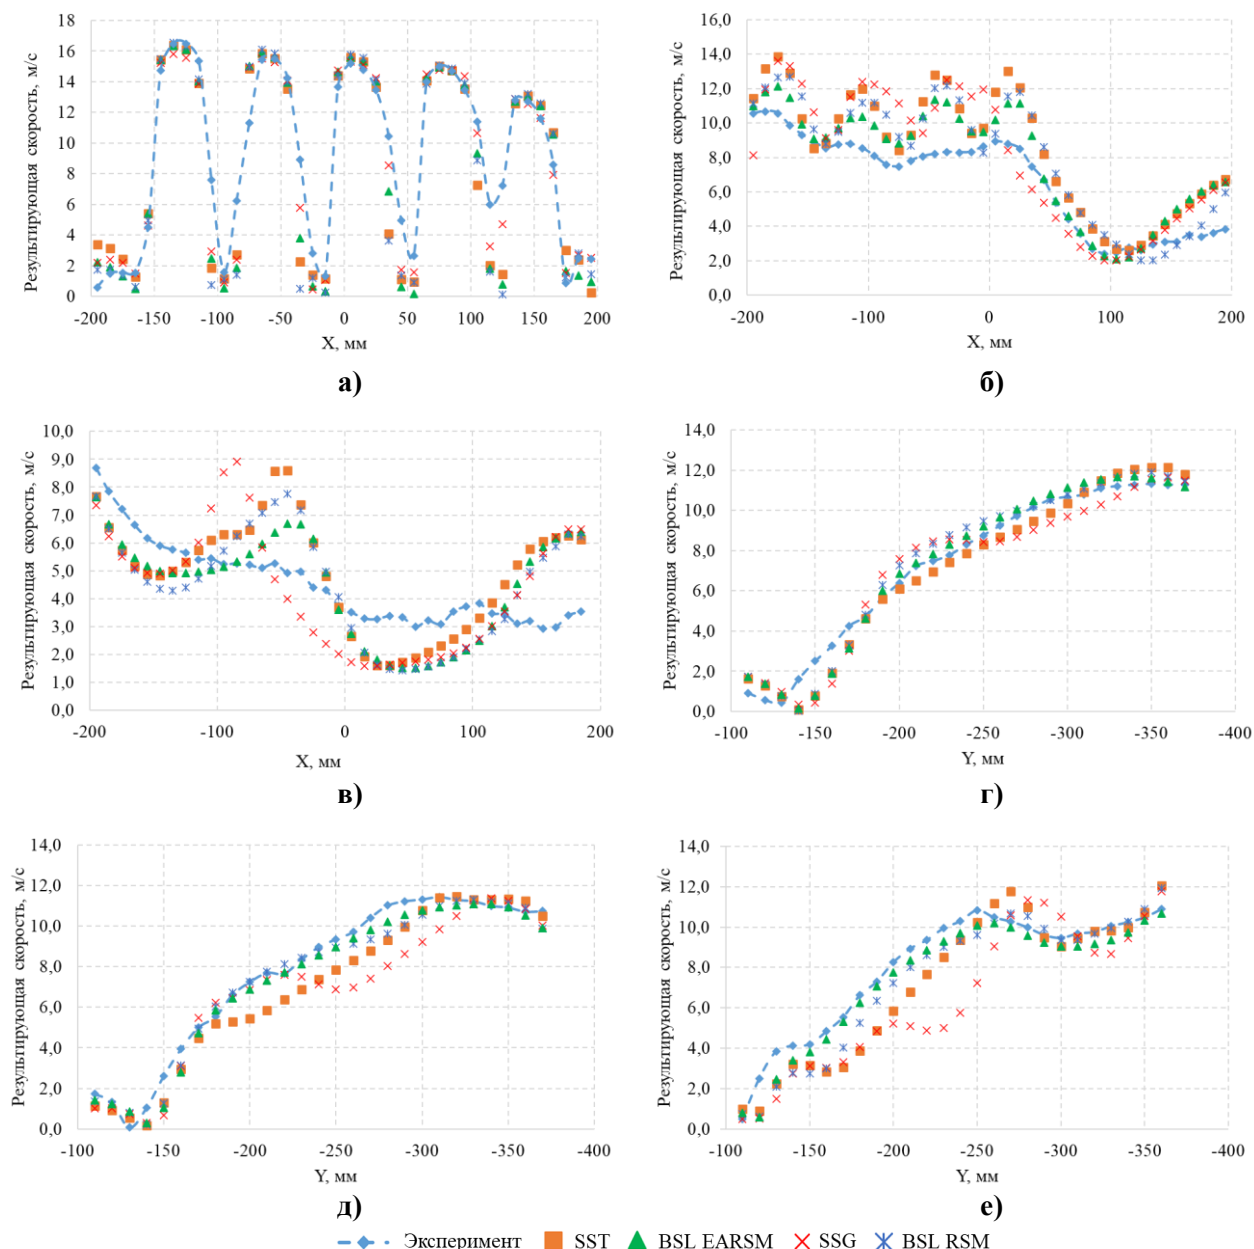 18
16
14
12
10
8
6
4
2
0
-200 -150 -100 -50 0 50 100 150 200
Результирующая скорость, м/с
X, мм
а)
16,0
14,0
12,0
10,0
8,0
6,0
4,0
2,0
0,0
-200 -100 0 100 200
Результирующая скорость, м/с
X, мм
б)
10,0
9,0
8,0
7,0
6,0
5,0
4,0
3,0
2,0
1,0
0,0
-200 -100 0 100 200
Результирующая скорость, м/с
X, мм
в)
14,0
12,0
10,0
8,0
6,0
4,0
2,0
0,0
-100 -150 -200 -250 -300 -350 -400
Результирующая скорость, м/с
Y, мм
г)
14,0
12,0
10,0
8,0
6,0
4,0
2,0
0,0
-100 -150 -200 -250 -300 -350 -400
Результирующая скорость, м/с
Y, мм
д)
14,0
12,0
10,0
8,0
6,0
4,0
2,0
0,0
-100 -150 -200 -250 -300 -350 -400
Результирующая скорость, м/с
Y, мм
е)
Эксперимент SST BSL EARSM SSG BSL RSM